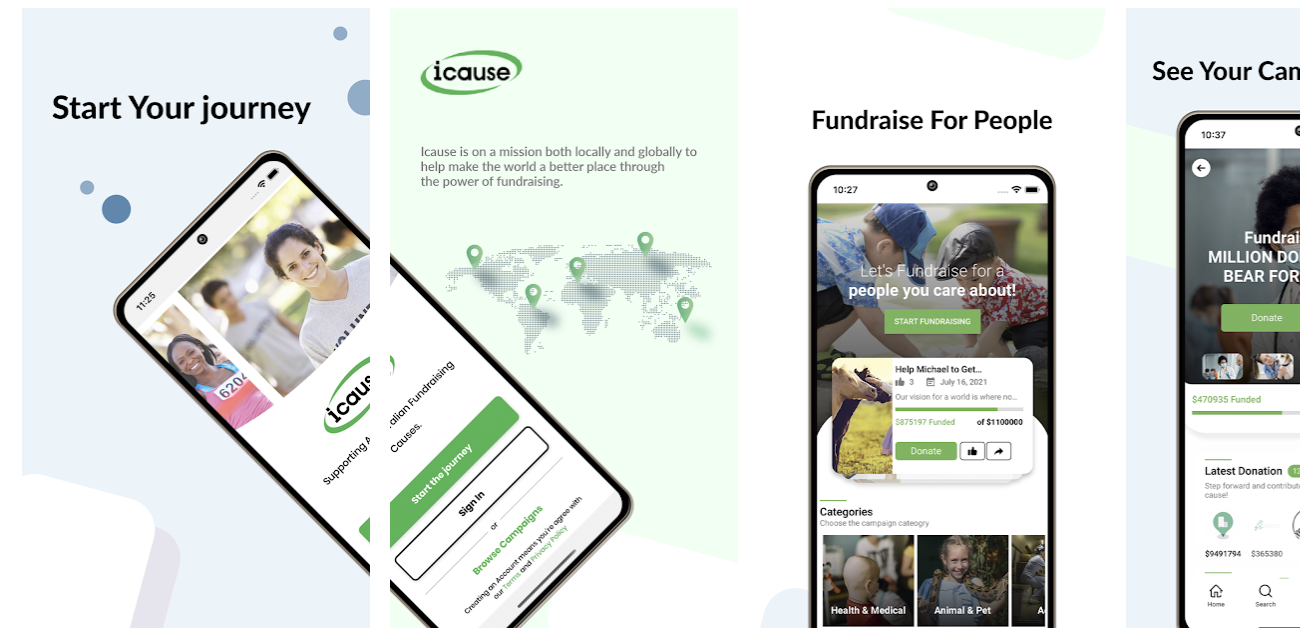 Start Your journey
11:25
6204
icause
Supporting A
alian Fundraising
Causes.
Start the journey
Sign In
or
Browse Campaigns
Creating an Account means you're agree with
our Terms and Privacy Policy
icause
Icause is on a mission both locally and globally to
help make the world a better place through
the power of fundraising.
Fundraise For People
10:27
Let's Fundraise for a
people you care about!
START FUNDRAISING
Help Michael to Get...
3 July 16, 2021
Our vision for a world is where no...
$875197 Funded of $1100000
Donate
Categories
Choose the campaign cateogry
Health & Medical Animal & Pet A
See Your Can
10:37
Fundrai
MILLION DO
BEAR FOR
Donate
$470935 Funded
Latest Donation 12
Step forward and contribut
cause!
$9491794 $365380
Home Search